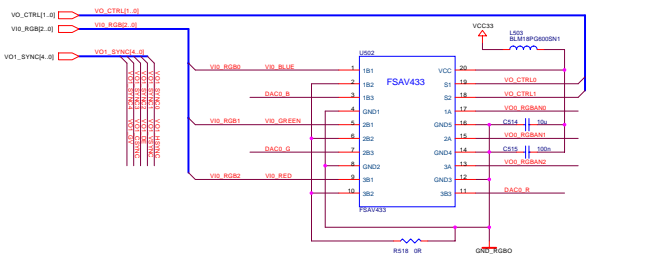 VO_CTRL[1..0]
VO_CTRL[1..0]
VI0_RGB[2..0]
VI0_RGB[2..0]
VO1_SYNC[4..0]
VO1_SYNC[4..0]
VCC33
L503
BLM18PG600SN1
U502
FSAV433
VI0_RGB0
VI0_BLUE
1
1B1
2
1B2
DAC0_B
3
1B3
4
GND1
VI0_RGB1
VI0_GREEN
5
2B1
6
2B2
DAC0_G
7
2B3
8
GND2
VI0_RGB2
VI0_RED
9
3B1
10
3B2
VCC
20
S1
19
VO_CTRL0
S2
18
VO_CTRL1
1A
17
VO0_RGBAN0
GND5
16
C514
10u
2A
15
VO0_RGBAN1
GND4
14
C515
100n
3A
13
VO0_RGBAN2
GND3
12
3B3
11
DAC0_R
FSAV433
R518
0R
GND_RGBO